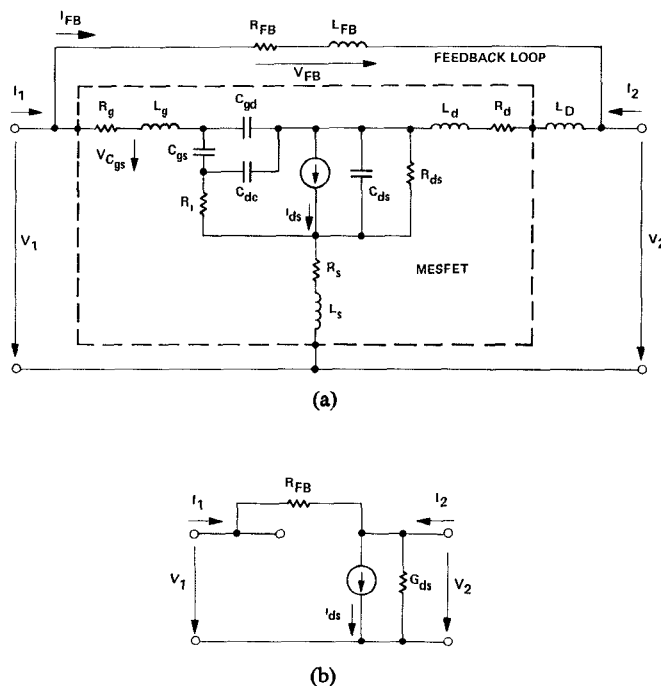 I_FB
R_FB L_FB
V_FB FEEDBACK LOOP
I_1 I_2
R_g L_g C_gd L_d R_d L_D
V_C_gs C_gs C_dc I_ds C_ds R_ds
R_i
V_1 V_2
R_s MESFET
L_s
(a)
R_FB
I_1 I_2
V_1 G_ds V_2
I_ds
(b)